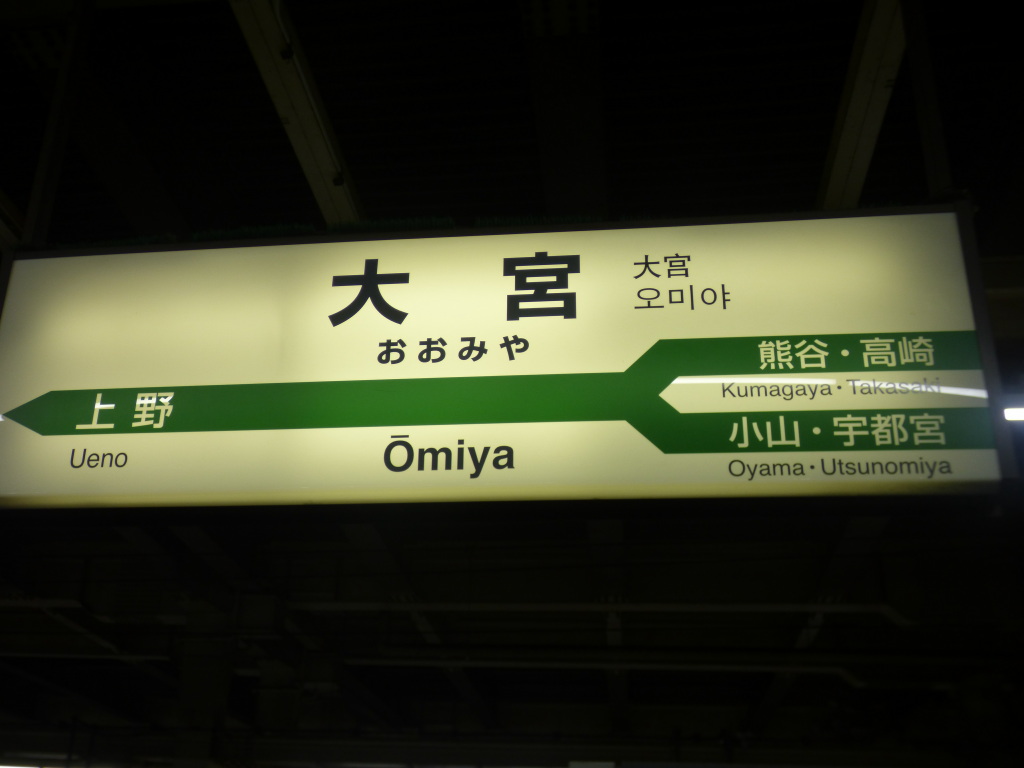 大宮
大宫
오미야
おおみや
熊谷・高崎
Kumagaya・Takasaki
上野
小山・宇都宮
Ueno
Ōmiya
Oyama・Utsunomiya